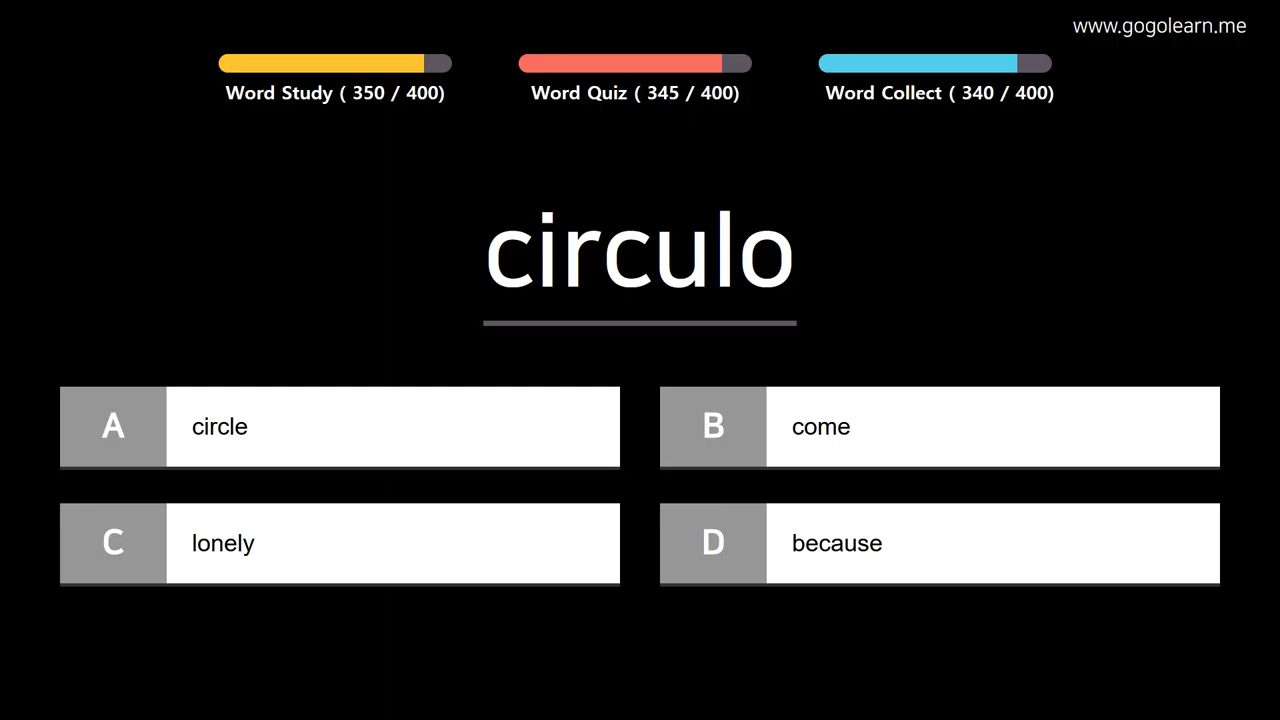 www.gogolearn.me
Word Study ( 350 / 400)
Word Quiz ( 345 / 400)
Word Collect ( 340 / 400)
circulo
A circle
B come
C lonely
D because